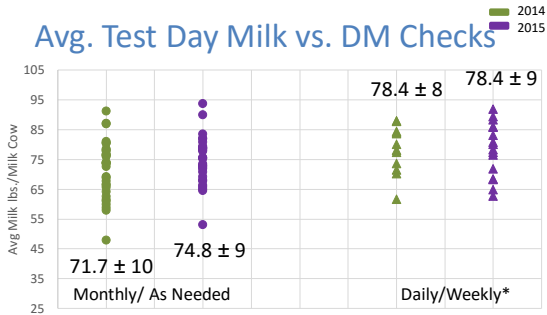 2014
2015
Avg. Test Day Milk vs. DM Checks
Avg Milk lbs./Milk Cow
105
95
85
75
65
55
45
35
25
78.4 ± 8
78.4 ± 9
71.7 ± 10
74.8 ± 9
Monthly/ As Needed
Daily/Weekly*